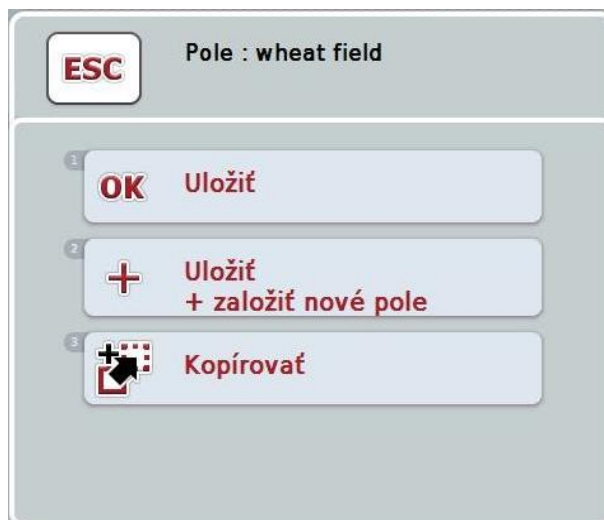 ESC
Pole : wheat field
1
OK
Uložiť
2
Uložiť
+ založiť nové pole
3
Kopírovať